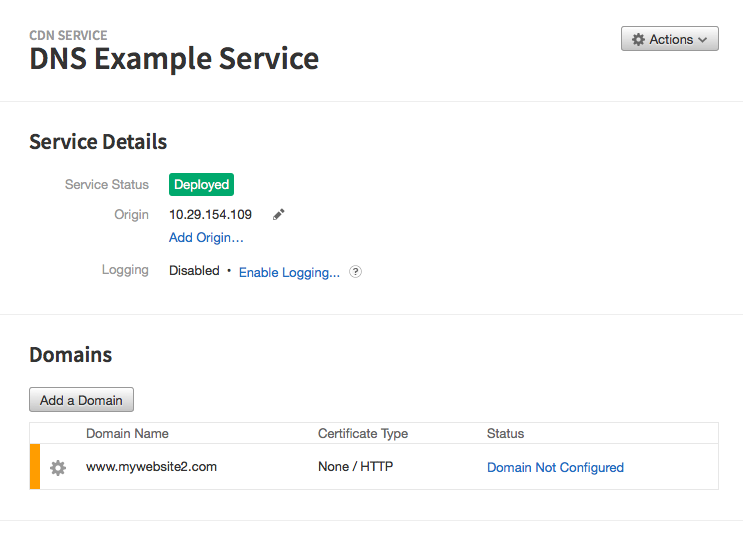 CDN SERVICE
DNS Example Service
Actions
Service Details
Service Status Deployed
Origin 10.29.154.109
Add Origin...
Logging Disabled • Enable Logging... ?
Domains
Add a Domain
Domain Name Certificate Type Status
www.mywebsite2.com None / HTTP Domain Not Configured